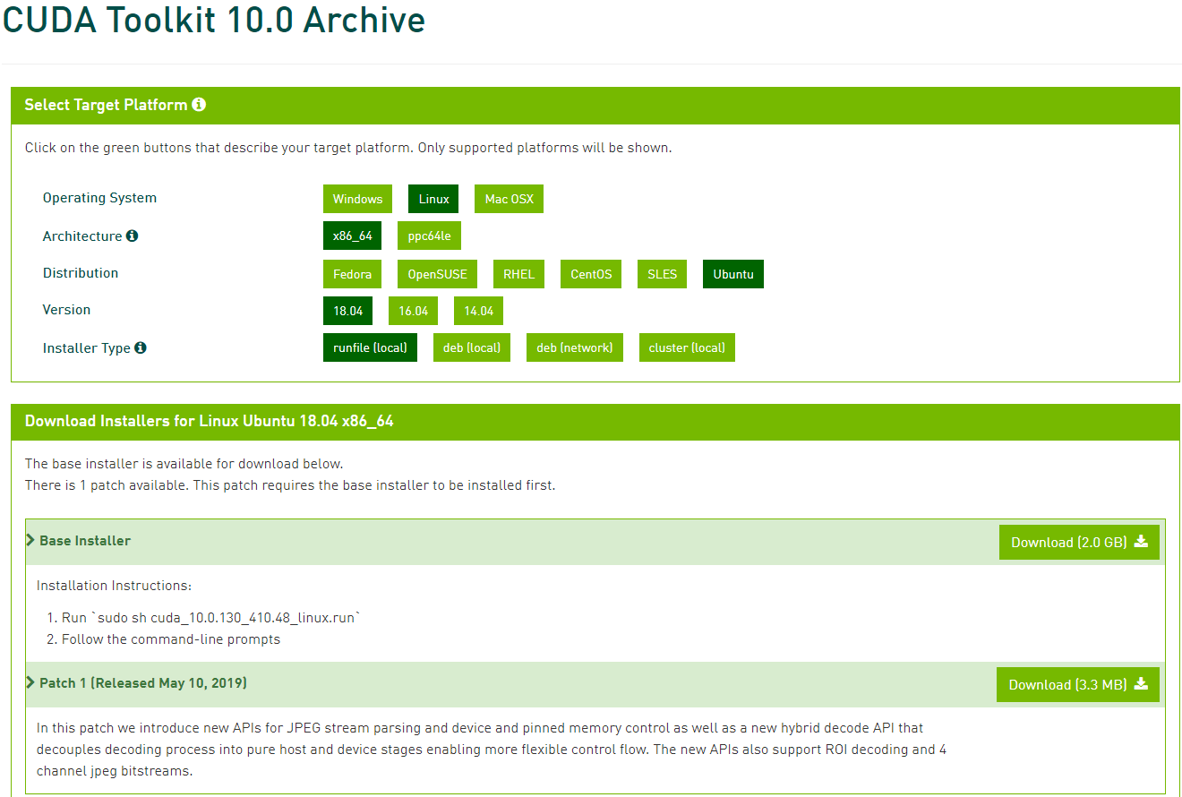 CUDA Toolkit 10.0 Archive
Select Target Platform
Click on the green buttons that describe your target platform. Only supported platforms will be shown.
Operating System Windows Linux Mac OSX
Architecture x86_64 ppc64le
Distribution Fedora OpenSUSE RHEL CentOS SLES Ubuntu
Version 18.04 16.04 14.04
Installer Type runfile (local) deb (local) deb (network) cluster (local)
Download Installers for Linux Ubuntu 18.04 x86_64
The base installer is available for download below.
There is 1 patch available. This patch requires the base installer to be installed first.
Base Installer Download (2.0 GB)
Installation Instructions:
1. Run `sudo sh cuda_10.0.130_410.48_linux.run`
2. Follow the command-line prompts
Patch 1 (Released May 10, 2019) Download (3.3 MB)
In this patch we introduce new APIs for JPEG stream parsing and device and pinned memory control as well as a new hybrid decode API that
decouples decoding process into pure host and device stages enabling more flexible control flow. The new APIs also support ROI decoding and 4
channel jpeg bitstreams.